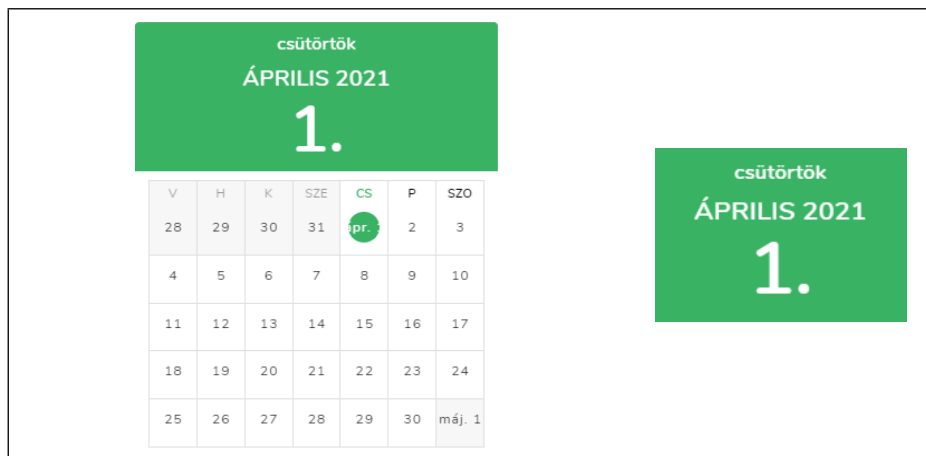 csütörtök
ÁPRILIS 2021
1.
V H K SZE CS P SZO
28 29 30 31 ápr. 2 3
4 5 6 7 8 9 10
11 12 13 14 15 16 17
18 19 20 21 22 23 24
25 26 27 28 29 30 máj. 1
csütörtök
ÁPRILIS 2021
1.